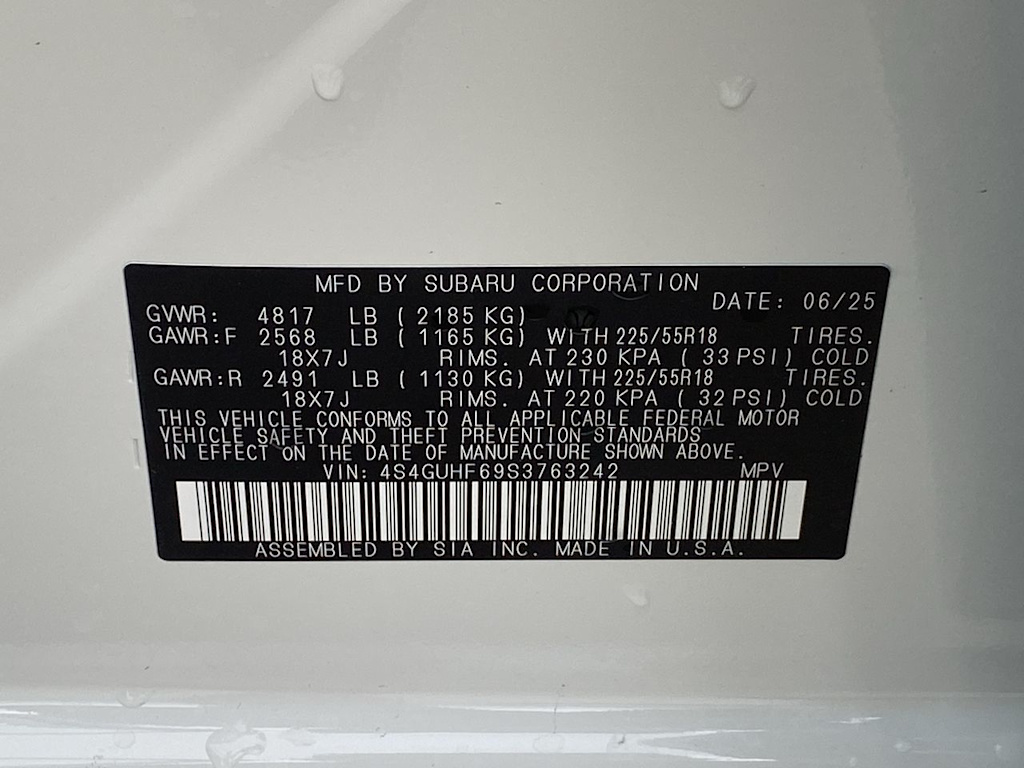 MFD BY SUBARU CORPORATION
DATE: 06/25
GVWR: 4817 LB ( 2185 KG)
GAWR:F 2568 LB ( 1165 KG) WITH 225/55R18 TIRES.
18X7J RIMS. AT 230 KPA ( 33 PSI) COLD
GAWR:R 2491 LB ( 1130 KG) WITH 225/55R18 TIRES.
18X7J RIMS. AT 220 KPA ( 32 PSI) COLD
THIS VEHICLE CONFORMS TO ALL APPLICABLE FEDERAL MOTOR
VEHICLE SAFETY AND THEFT PREVENTION STANDARDS
IN EFFECT ON THE DATE OF MANUFACTURE SHOWN ABOVE.
VIN: 4S4GUHF69S3763242 MPV
ASSEMBLED BY SIA INC. MADE IN U.S.A.